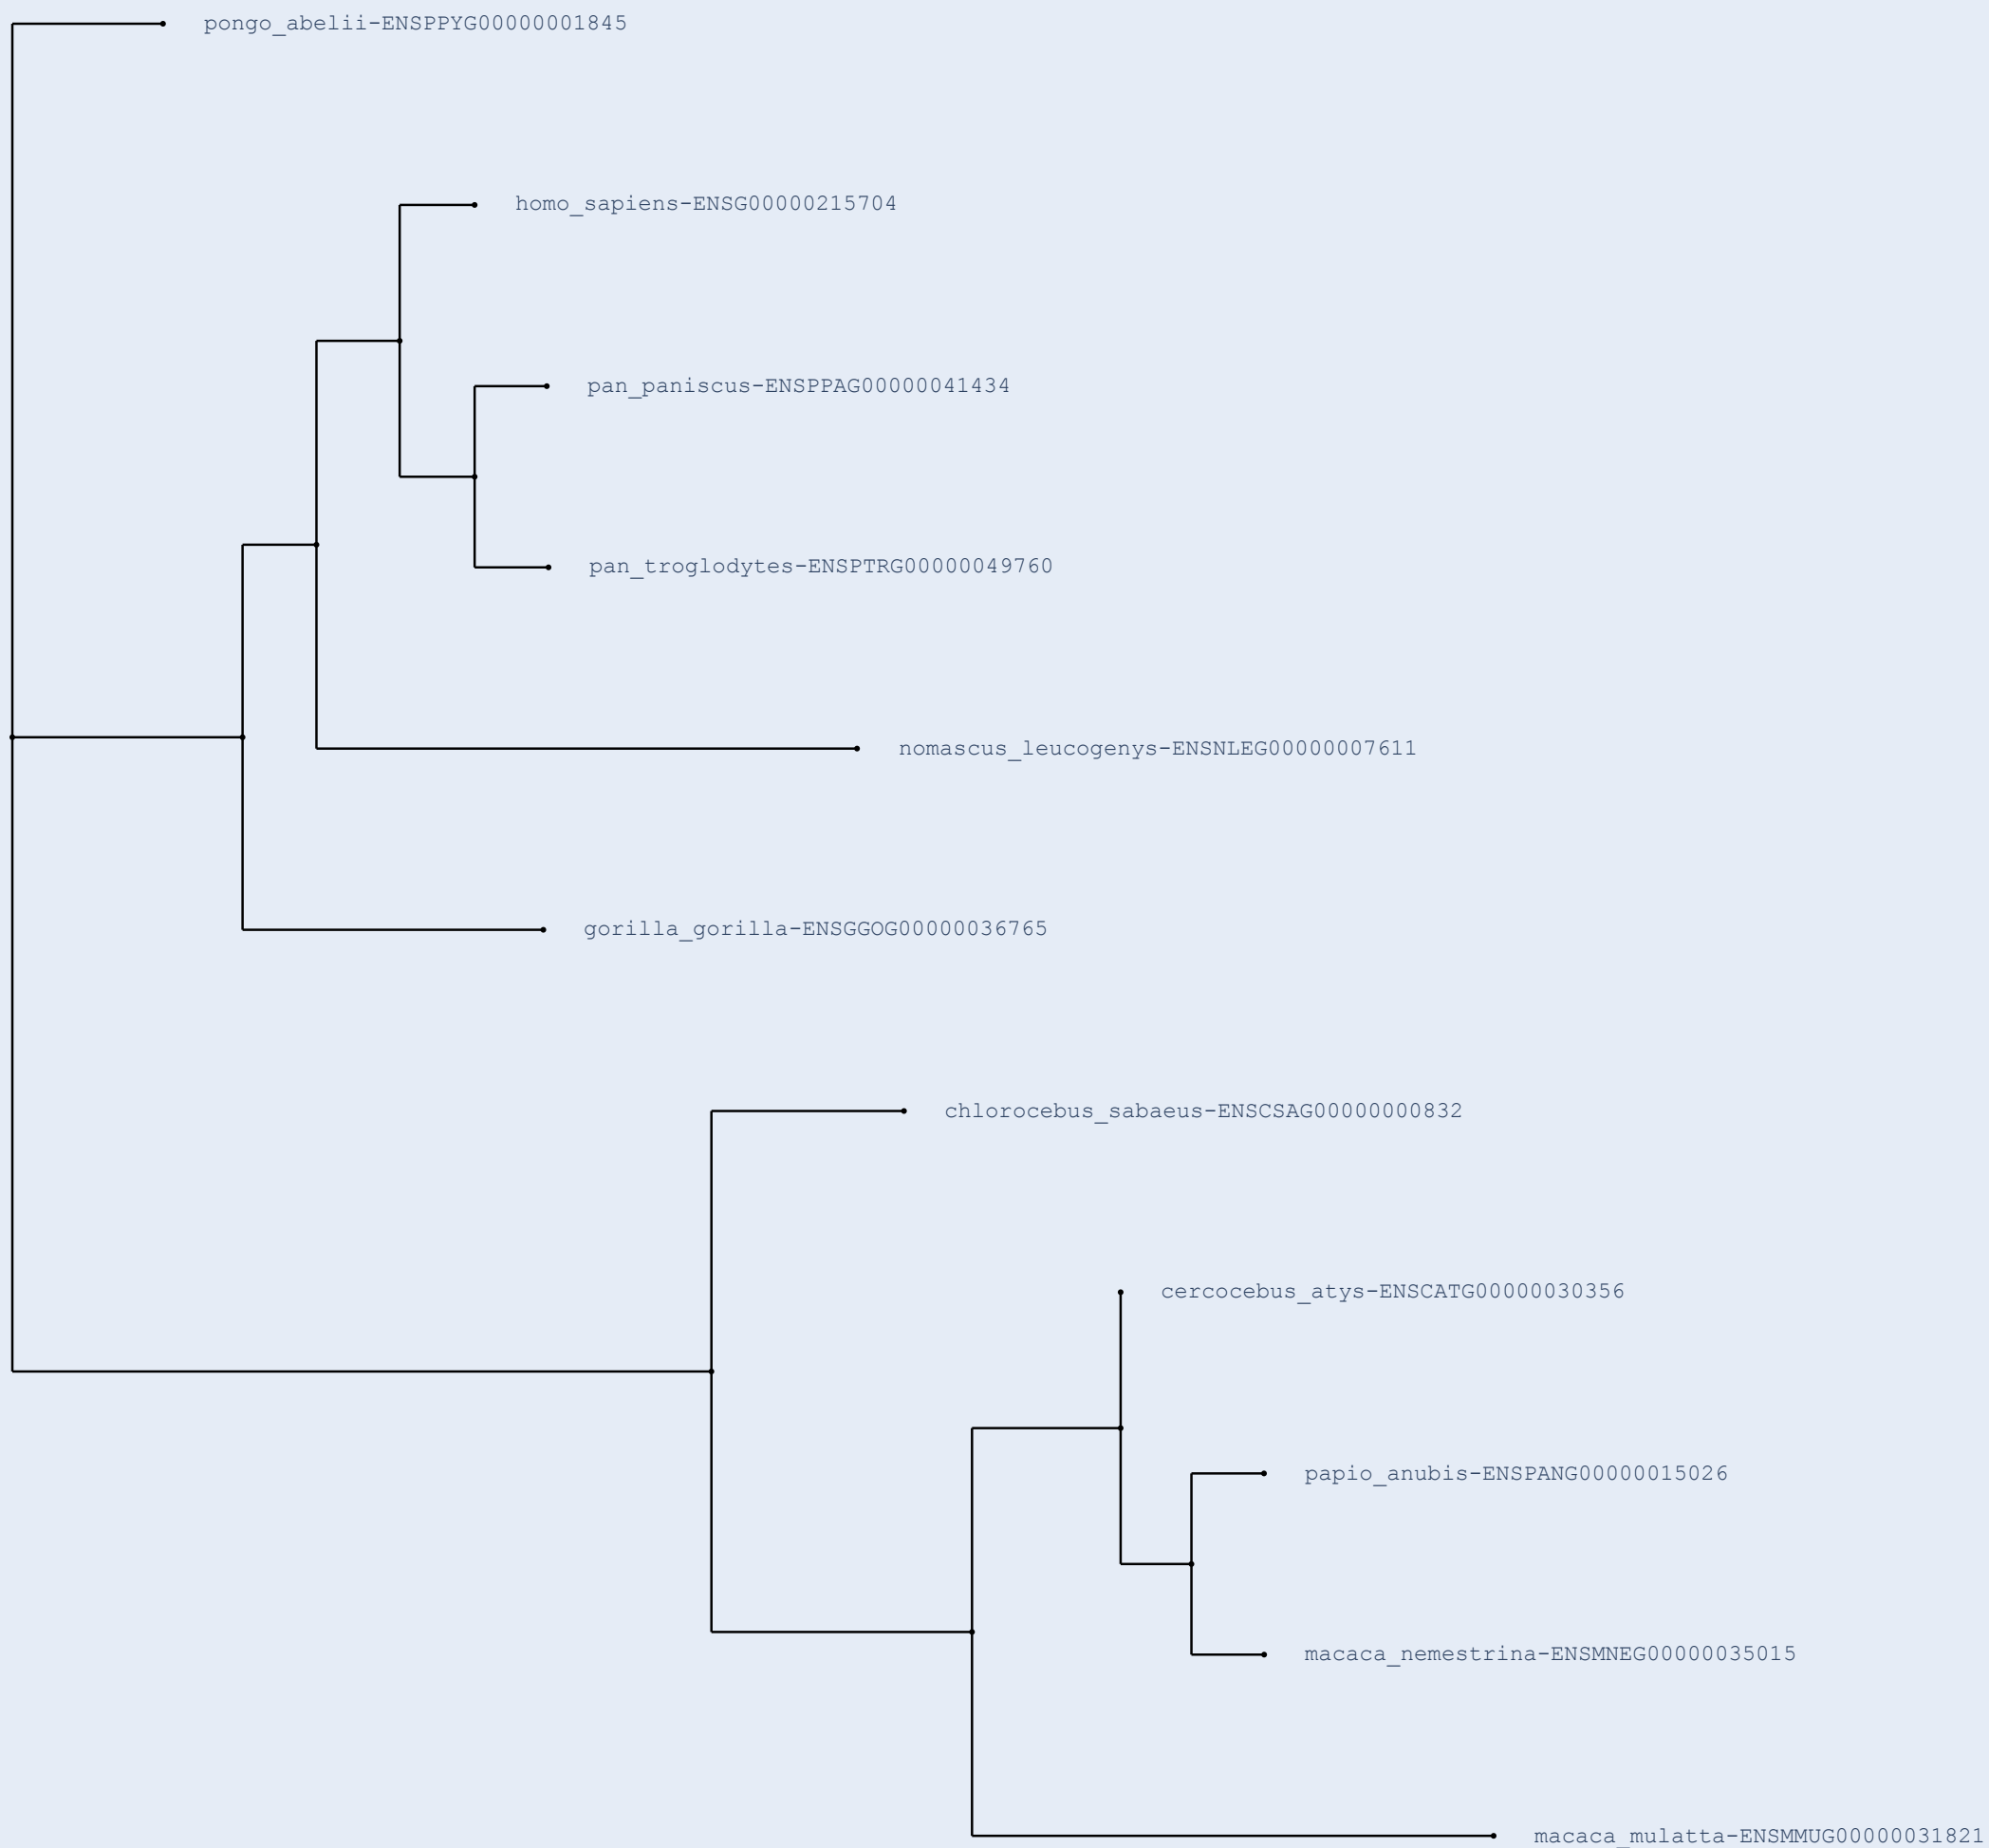 pongo_abelii-ENSPPYG00000001845
homo_sapiens-ENSG00000215704
pan_paniscus-ENSPPAG00000041434
pan_troglodytes-ENSPTRG00000049760
nomascus_leucogenys-ENSNLEG00000007611
gorilla_gorilla-ENSGGOG00000036765
chlorocebus_sabaeus-ENSCSAG00000000832
cercocebus_atys-ENSCATG00000030356
papio_anubis-ENSPANG00000015026
macaca_nemestrina-ENSMNEG00000035015
macaca_mulatta-ENSMMUG00000031821